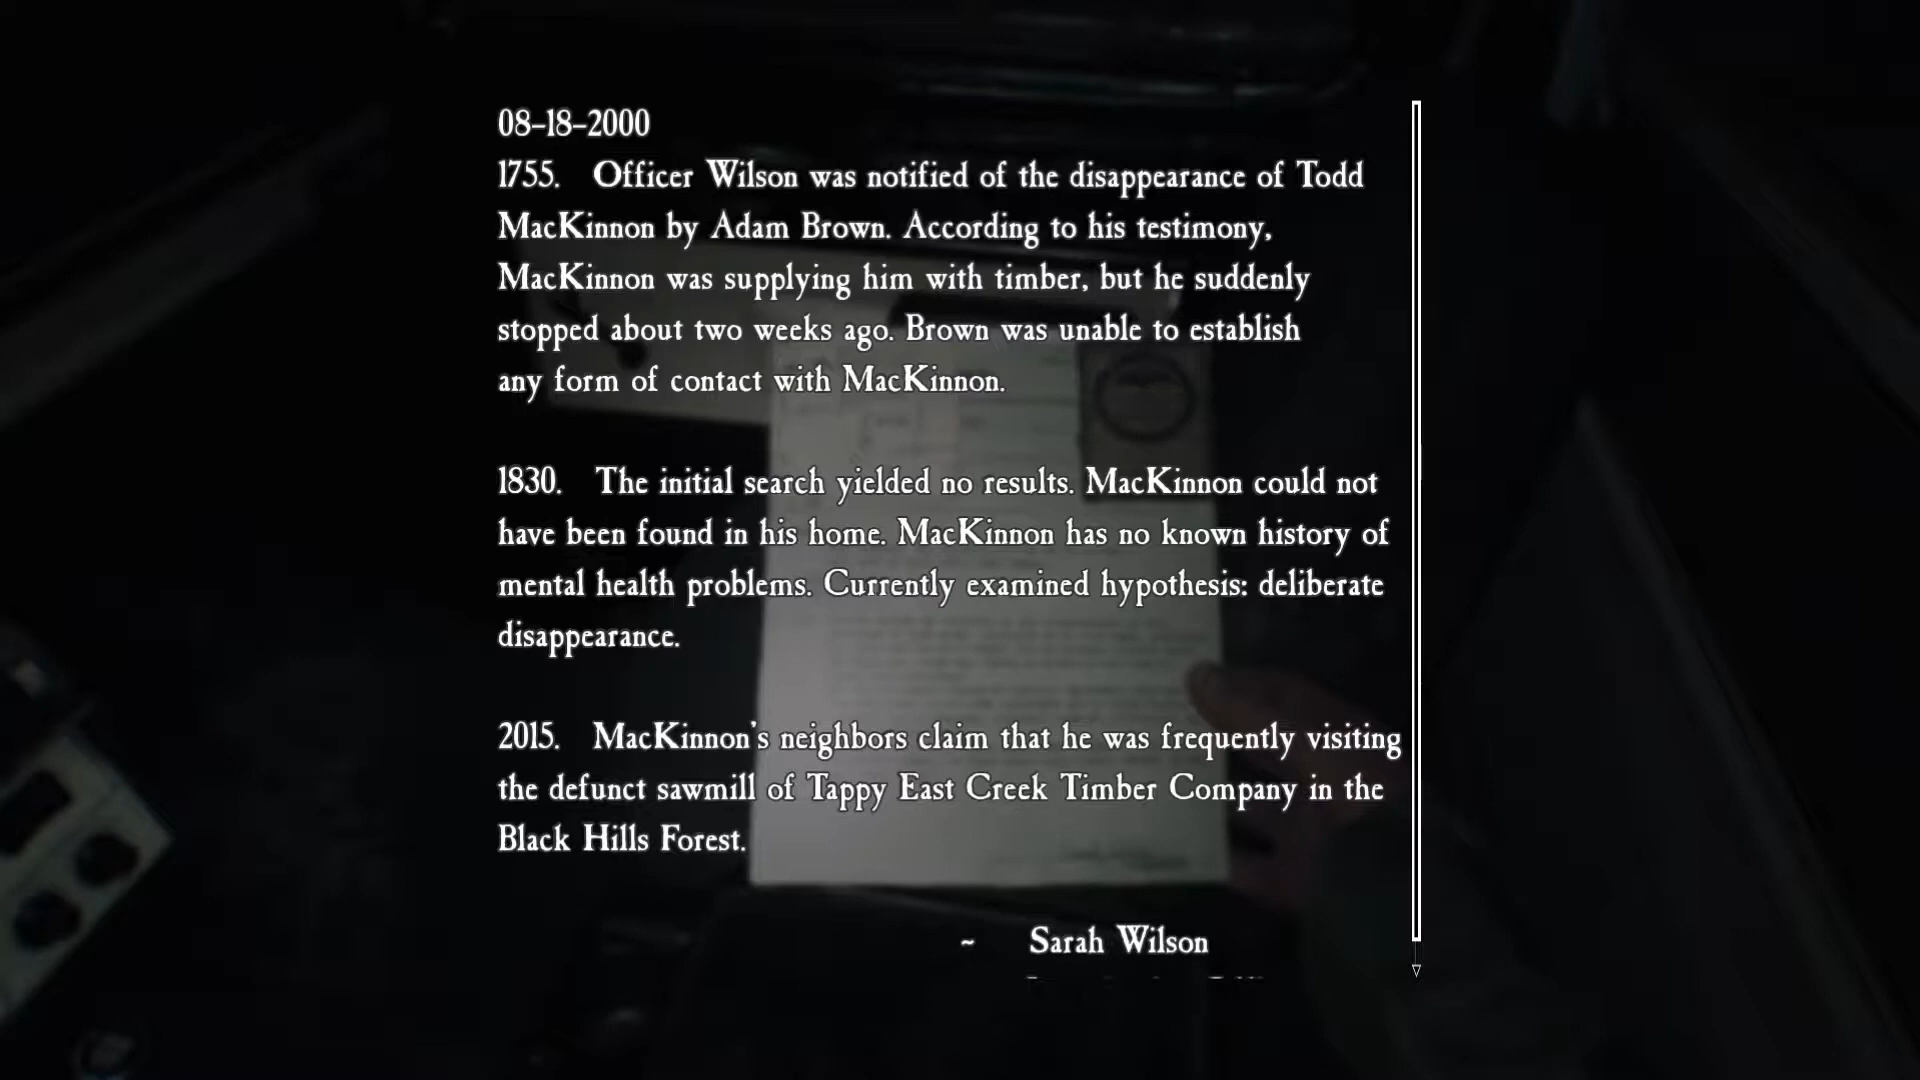 08-18-2000
1755. Officer Wilson was notified of the disappearance of Todd
MacKinnon by Adam Brown. According to his testimony,
MacKinnon was supplying him with timber, but he suddenly
stopped about two weeks ago. Brown was unable to establish
any form of contact with MacKinnon.
1830. The initial search yielded no results. MacKinnon could not
have been found in his home. MacKinnon has no known history of
mental health problems. Currently examined hypothesis: deliberate
disappearance.
2015. MacKinnon's neighbors claim that he was frequently visiting
the defunct sawmill of Tappy East Creek Timber Company in the
Black Hills Forest.
~ Sarah Wilson